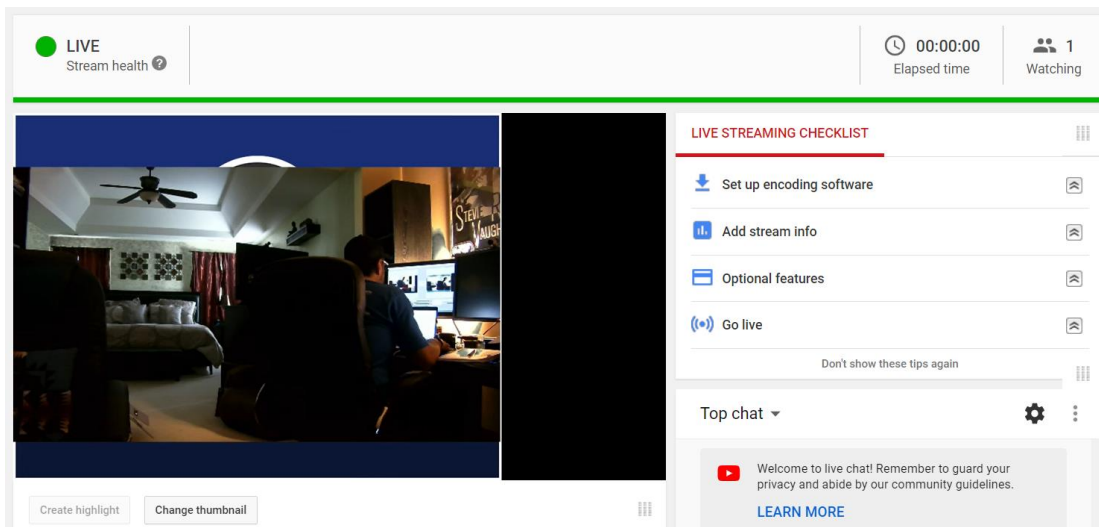 LIVE
Stream health ?
00:00:00
Elapsed time
1
Watching
LIVE STREAMING CHECKLIST
Set up encoding software
Add stream info
Optional features
Go live
Don't show these tips again
Top chat
Welcome to live chat! Remember to guard your
privacy and abide by our community guidelines.
LEARN MORE
STEVIE
VAUGH
Create highlight
Change thumbnail